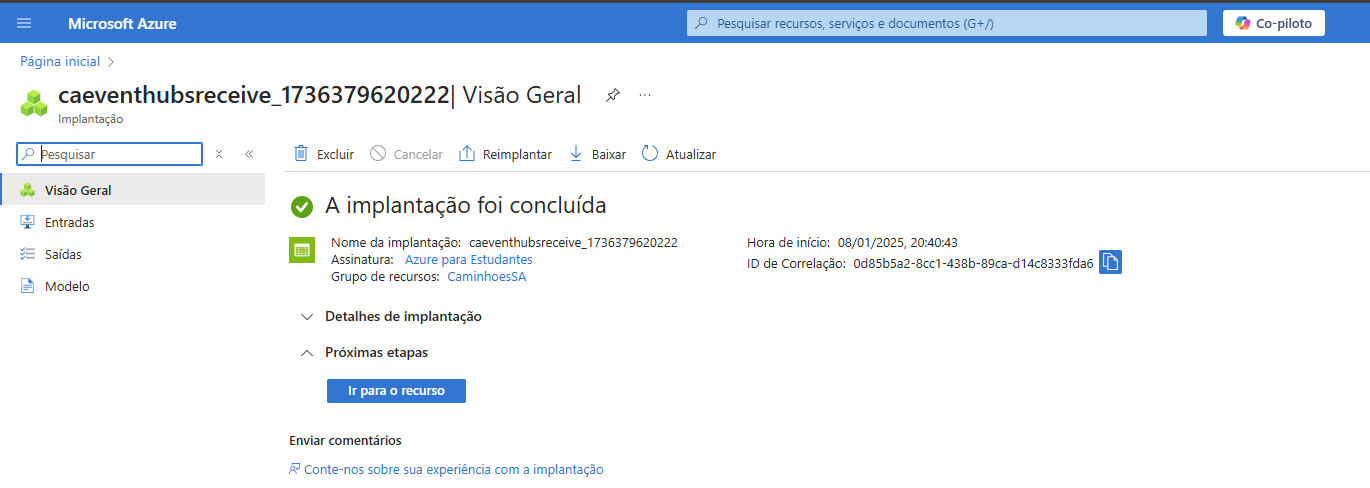 Microsoft Azure
Pesquisar recursos, serviços e documentos (G+/)
Co-piloto
Página inicial
caeventhubsreceive_1736379620222| Visão Geral
Implantação
Pesquisar
Excluir Cancelar Reimplantar Baixar Atualizar
Visão Geral
Entradas
Saídas
Modelo
A implantação foi concluída
Nome da implantação: caeventhubsreceive_1736379620222
Assinatura: Azure para Estudantes
Grupo de recursos: CaminhoesSA
Hora de início: 08/01/2025, 20:40:43
ID de Correlação: 0d85b5a2-8cc1-438b-89ca-d14c8333fda6
Detalhes de implantação
Próximas etapas
Ir para o recurso
Enviar comentários
Conte-nos sobre sua experiência com a implantação